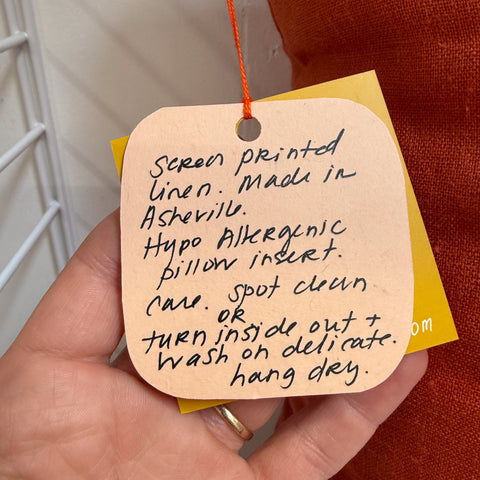 Screen printed
linen. Made in
Asheville.
Hypo Allergenic
pillow insert.
Care. Spot clean
OR
turn inside out +
wash on delicate.
hang dry.
om